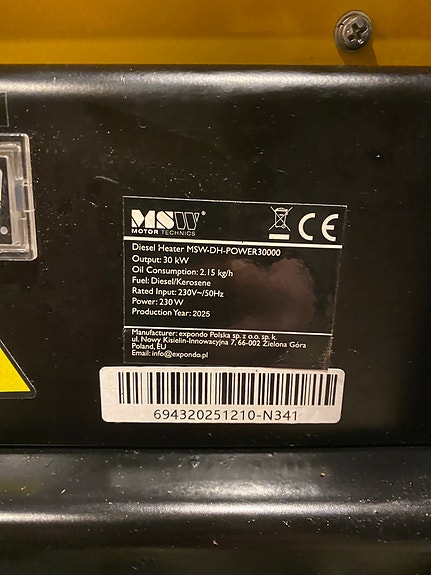 MSW®
MOTOR TECHNICS
CE
Diesel Heater MSW-DH-POWER30000
Output: 30 kW
Oil Consumption: 2.15 kg/h
Fuel: Diesel/Kerosene
Rated Input: 230V~/50Hz
Power: 230 W
Production Year: 2025
Manufacturer: expondo Polska sp. z o.o. sp. k.
ul. Nowy Kisielin-Innowacyjna 7, 66-002 Zielona Góra
Poland, EU
Email: info@expondo.pl
694320251210-N341